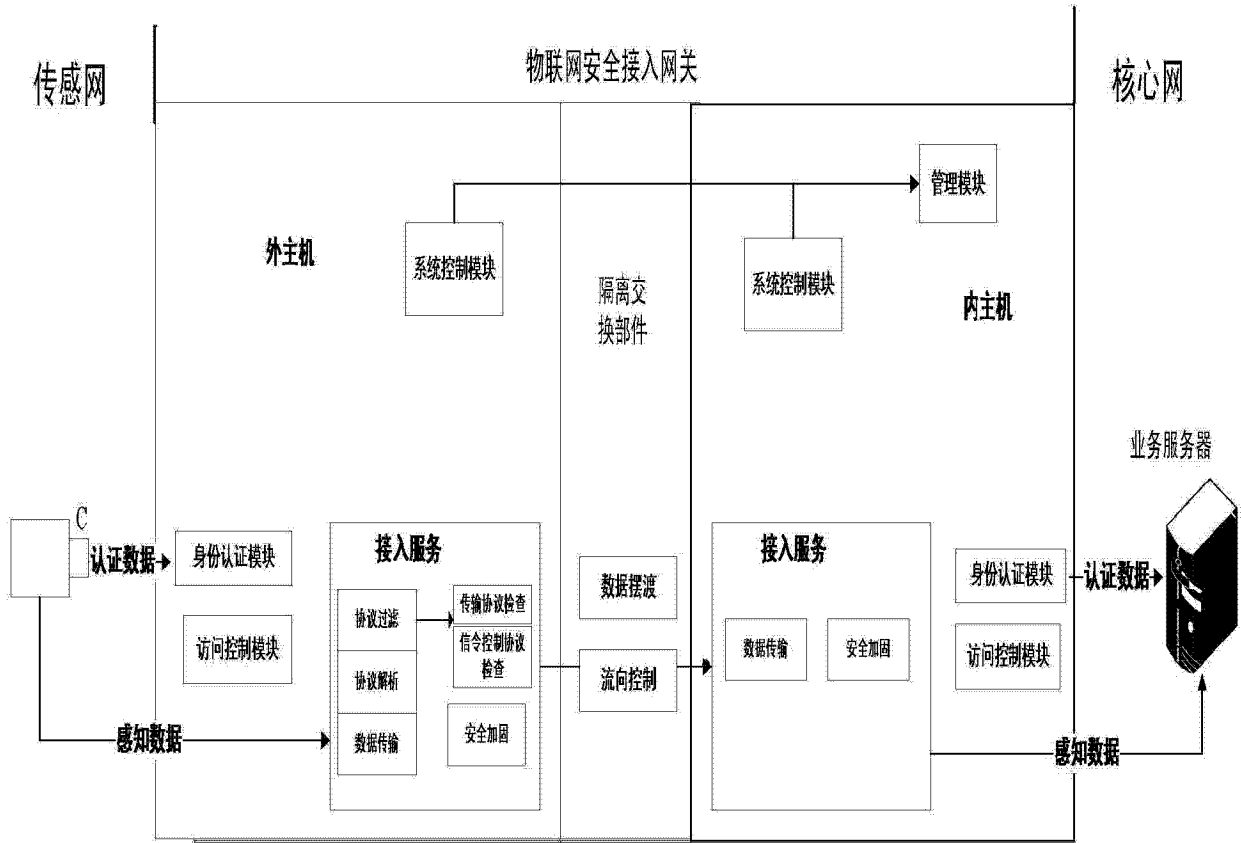 传感网
物联网安全接入网关
核心网
管理模块
外主机
系统控制模块
系统控制模块
隔离交
换部件
内主机
业务服务器
C
认证数据
身份认证模块
接入服务
数据摆渡
接入服务
身份认证模块
认证数据
协议过滤
传输协议检查
信令控制协议
检查
访问控制模块
协议解析
流向控制
数据传输
安全加固
访问控制模块
感知数据
数据传输
安全加固
感知数据